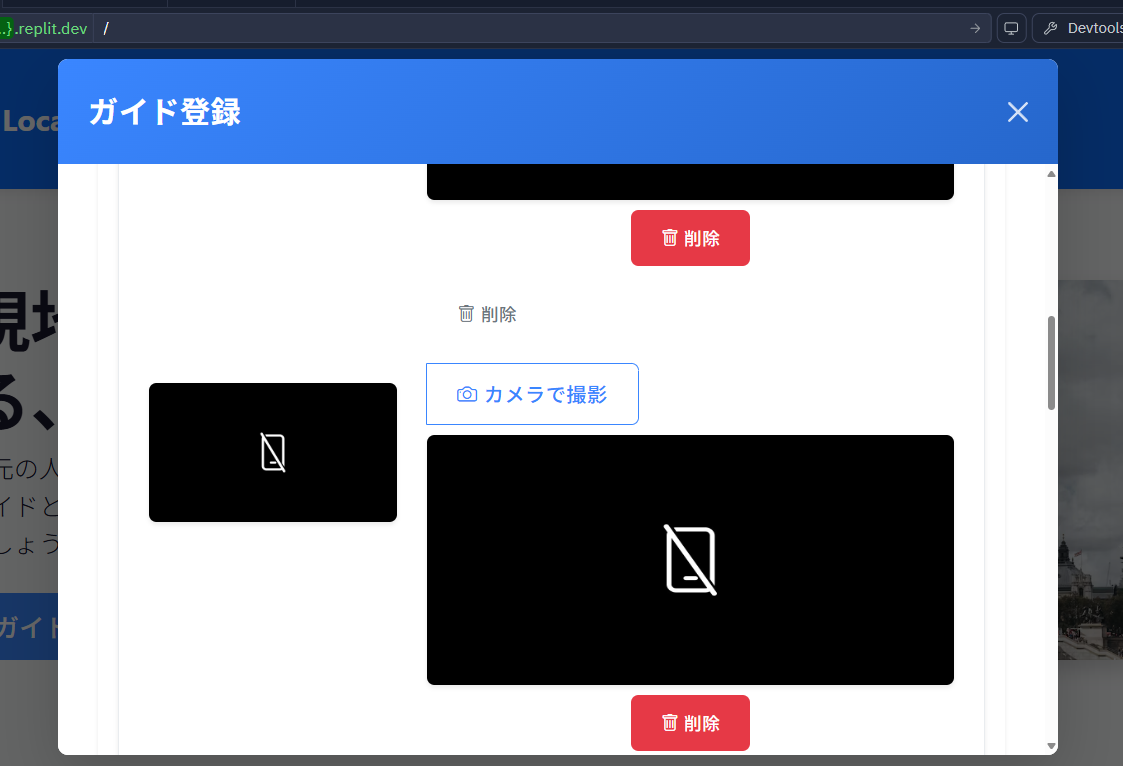 .}.replit.dev /
Devtools
Loca
ガイド登録
削除
現地
る、
削除
カメラで撮影
元の人
イドと
しょう
ガイド
削除